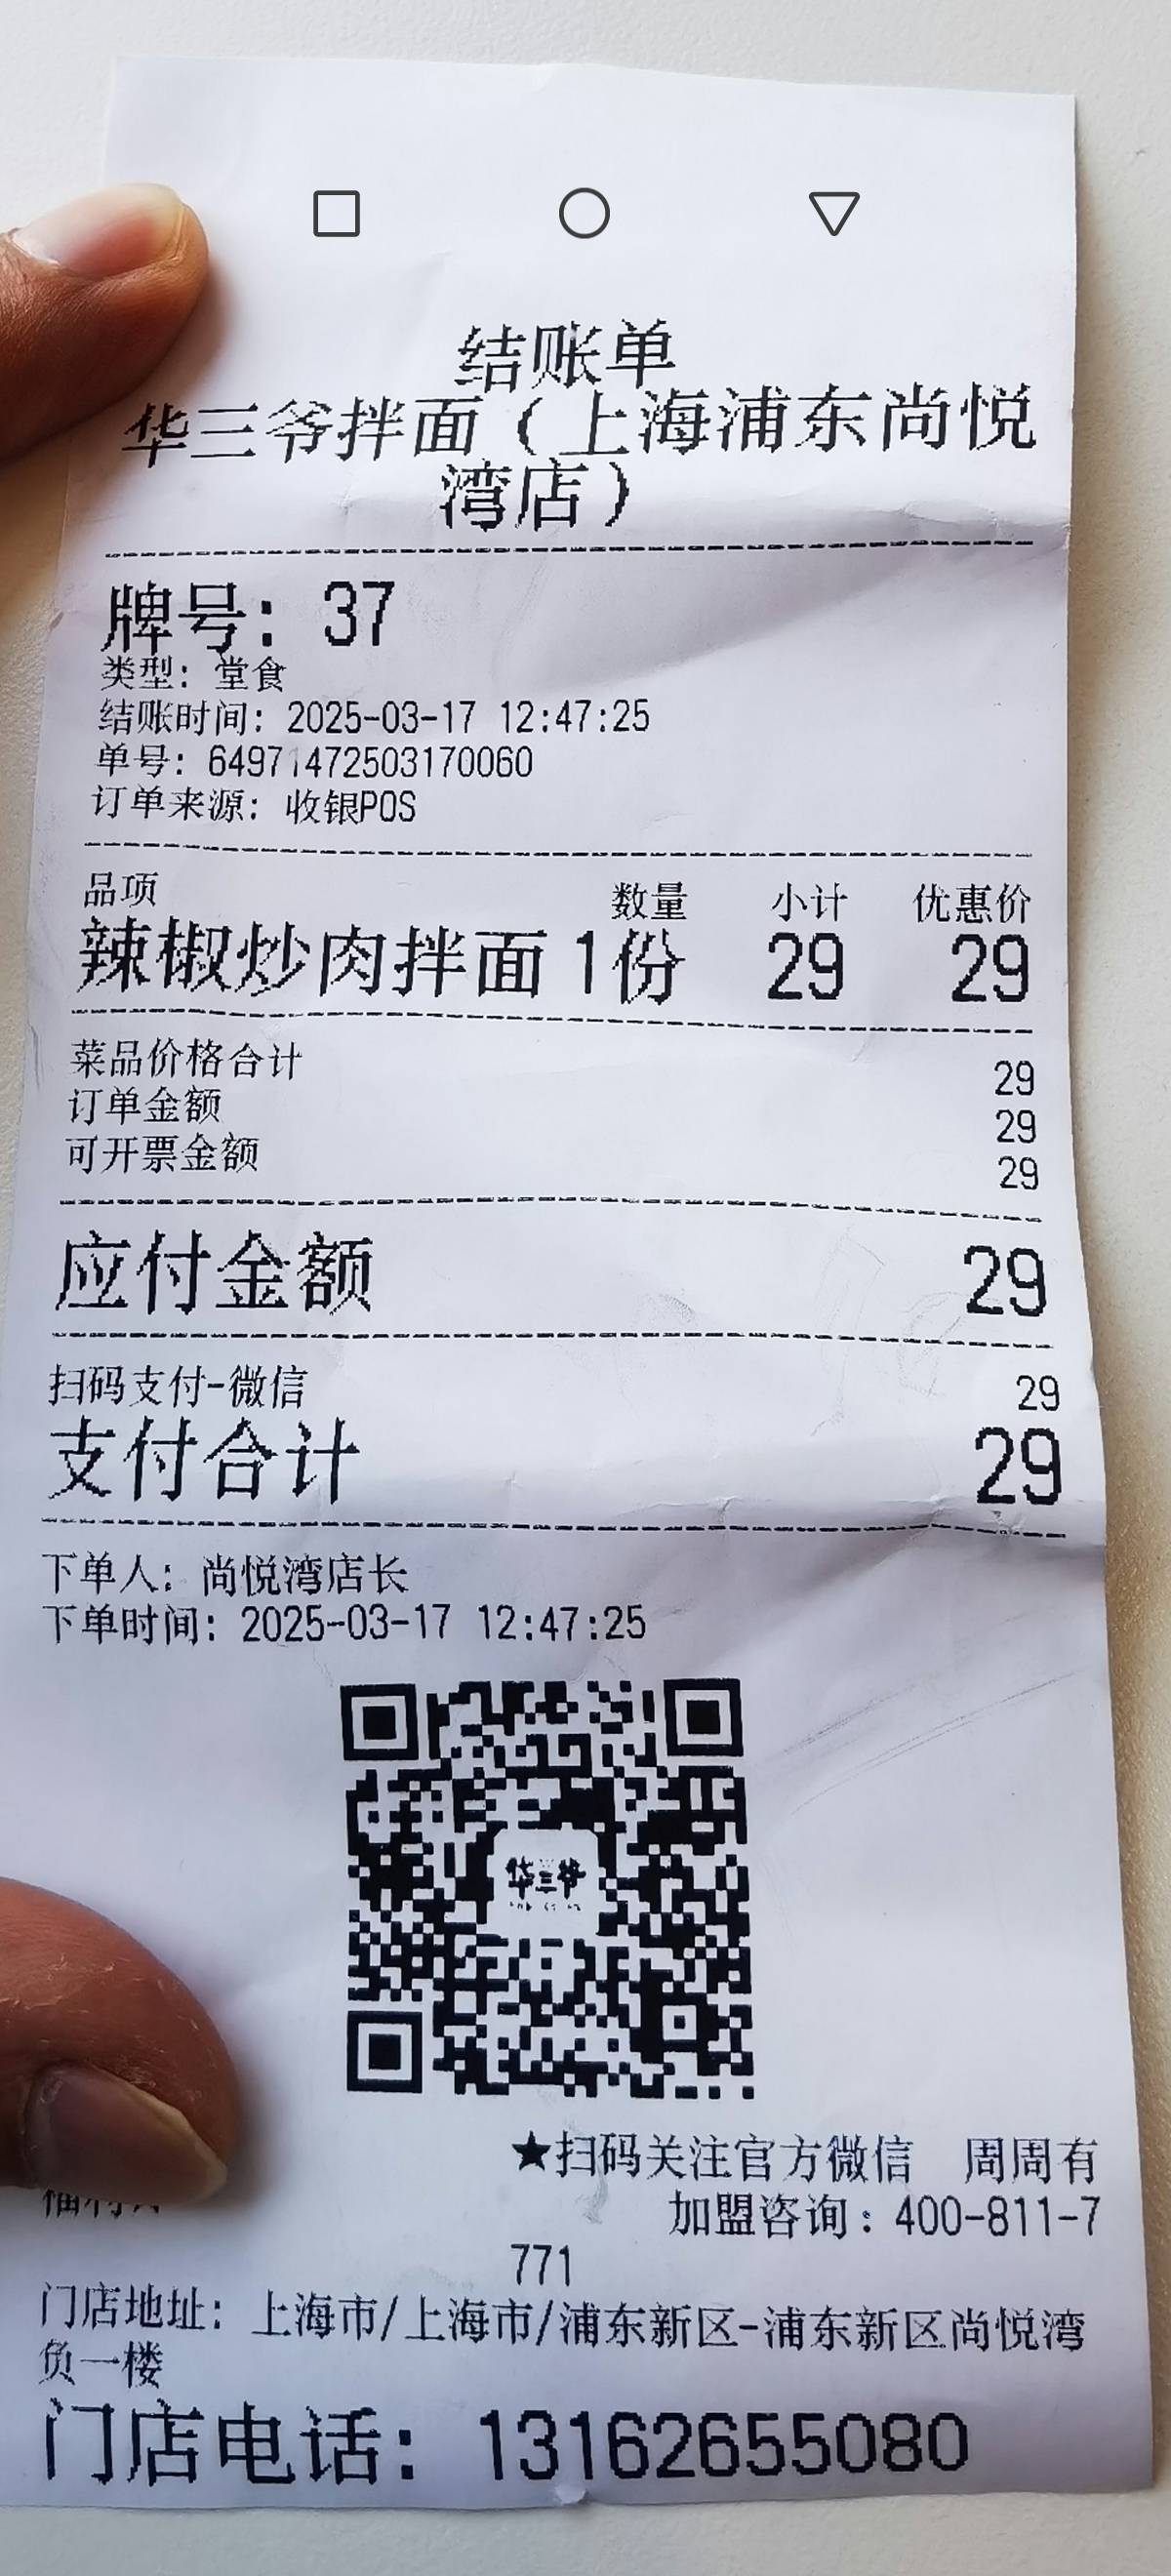 结账单
华三爷拌面（上海浦东尚悦
湾店）
牌号：37
类型：堂食
结账时间：2025-03-17 12:47:25
单号：64971472503170060
订单来源：收银POS
品项 数量 小计 优惠价
辣椒炒肉拌面 1份 29 29
菜品价格合计 29
订单金额 29
可开票金额 29
应付金额 29
扫码支付-微信 29
支付合计 29
下单人：尚悦湾店长
下单时间：2025-03-17 12:47:25
华三爷
★扫码关注官方微信 周周有
福利
加盟咨询：400-811-7
771
门店地址：上海市/上海市/浦东新区-浦东新区尚悦湾
负一楼
门店电话：13162655080